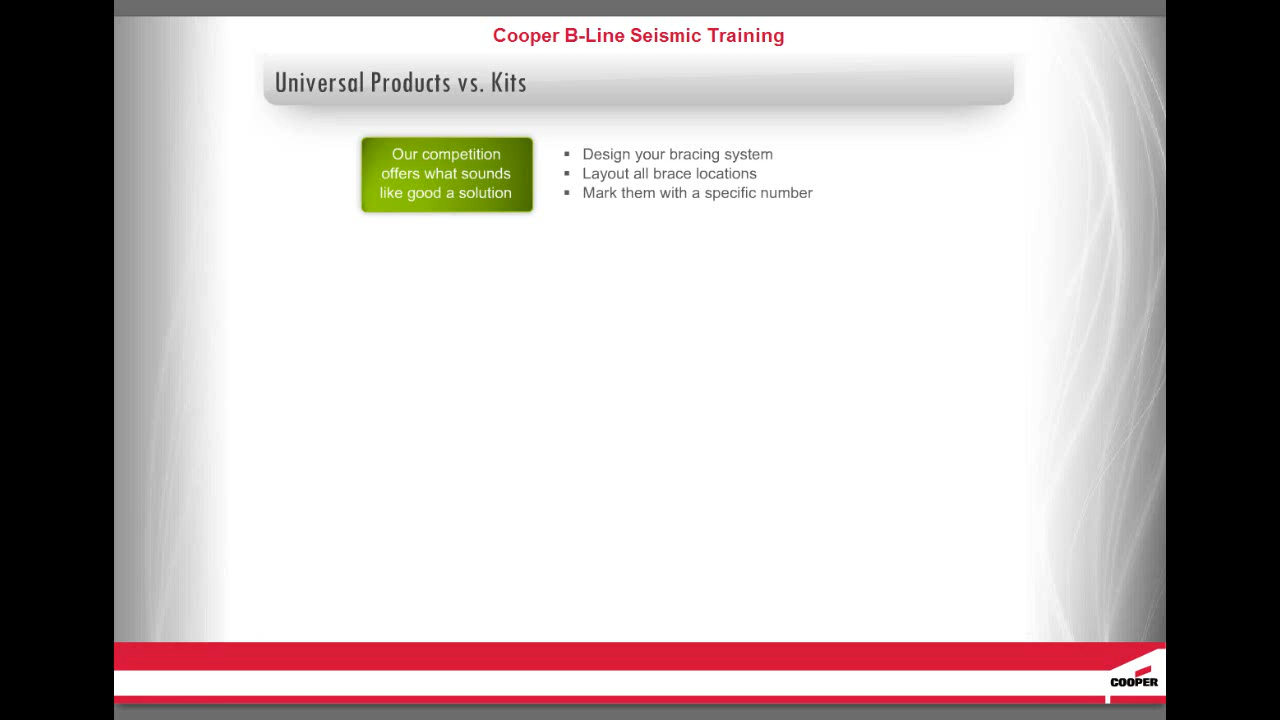 Cooper B-Line Seismic Training
Universal Products vs. Kits
Our competition
offers what sounds
like good a solution
▪ Design your bracing system
▪ Layout all brace locations
▪ Mark them with a specific number
COOPER